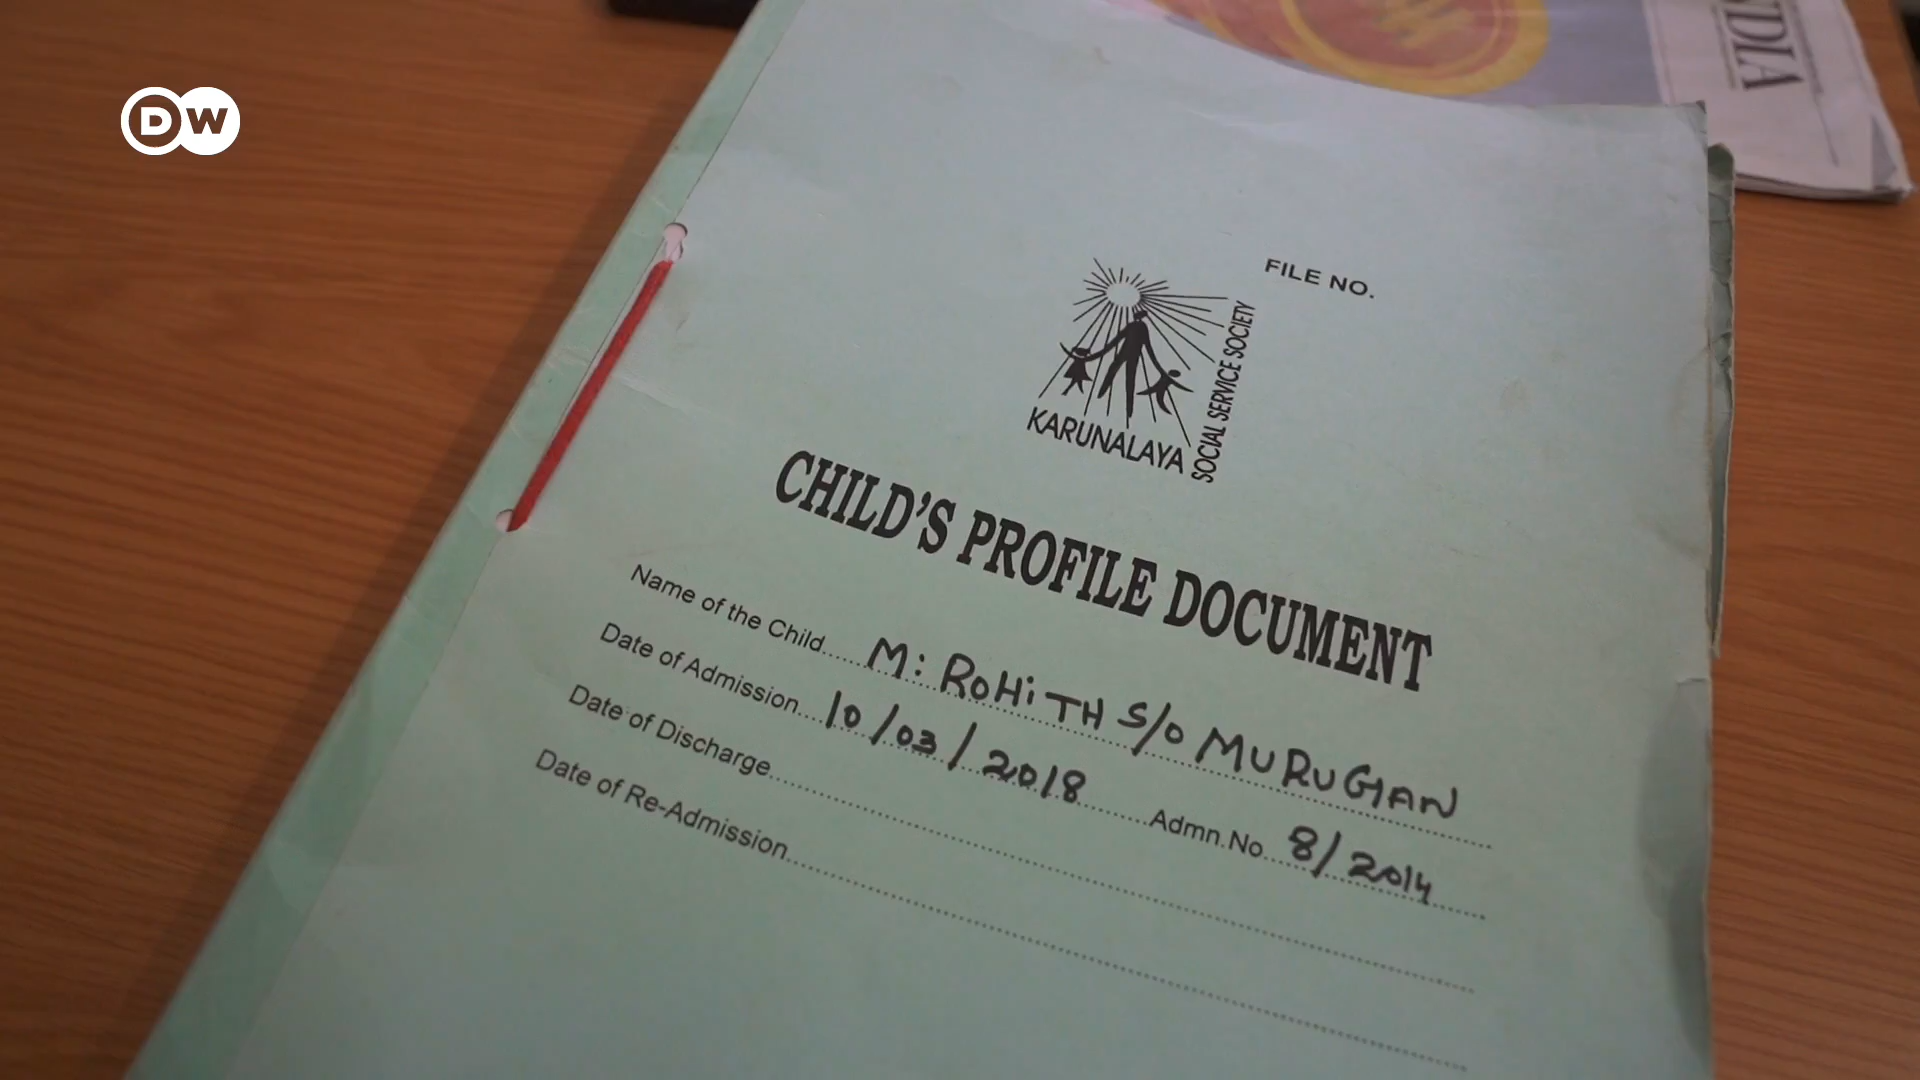 DW
NDIA
FILE NO.
KARUNALAYA
SOCIAL SERVICE SOCIETY
CHILD'S PROFILE DOCUMENT
Name of the Child......M: ROHITH S/O MURUGAN
Date of Admission....10/03/2018......Admn.No....8/2014
Date of Discharge
Date of Re-Admission